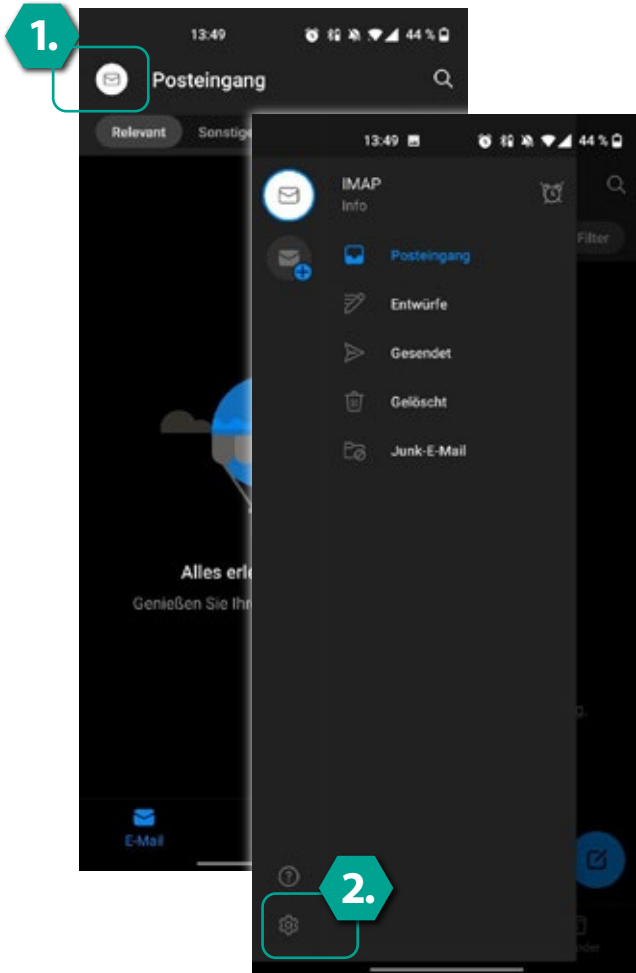 1.
13:49 44 %
Posteingang
Relevant Sonstige
Alles erle
Genießen Sie Ihr
E-Mail
13:49 44 %
IMAP
Info
Filter
Posteingang
Entwürfe
Gesendet
Gelöscht
Junk-E-Mail
g.
2.
nder